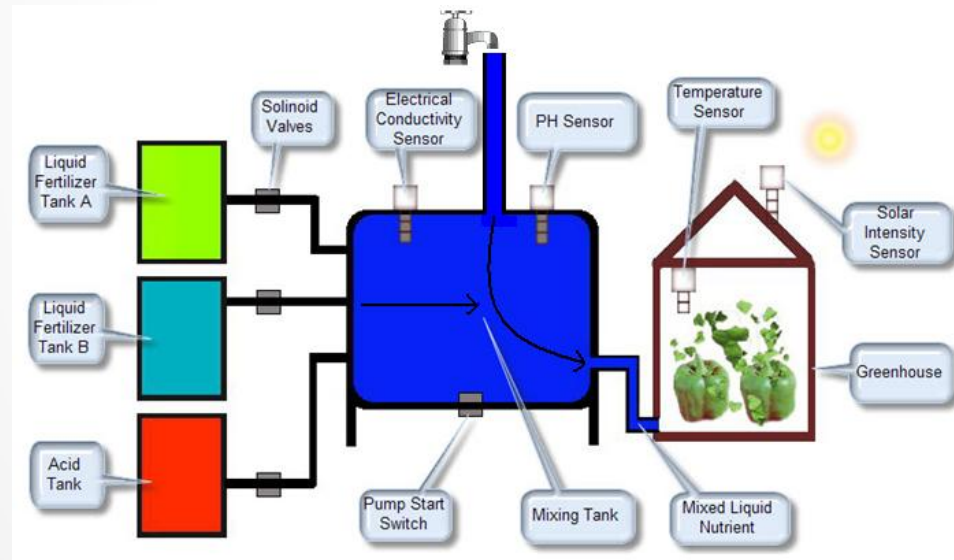 Solinoid
Valves
Electrical
Conductivity
Sensor
PH Sensor
Temperature
Sensor
Liquid
Fertilizer
Tank A
Solar
Intensity
Sensor
Liquid
Fertilizer
Tank B
Greenhouse
Acid
Tank
Pump Start
Switch
Mixing Tank
Mixed Liquid
Nutrient